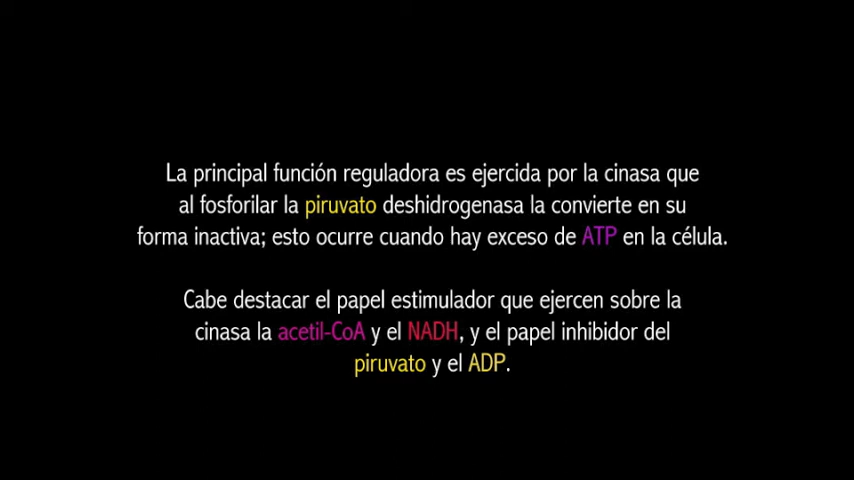 La principal función reguladora es ejercida por la cinasa que
al fosforilar la piruvato deshidrogenasa la convierte en su
forma inactiva; esto ocurre cuando hay exceso de ATP en la célula.
Cabe destacar el papel estimulador que ejercen sobre la
cinasa la acetil-CoA y el NADH, y el papel inhibidor del
piruvato y el ADP.